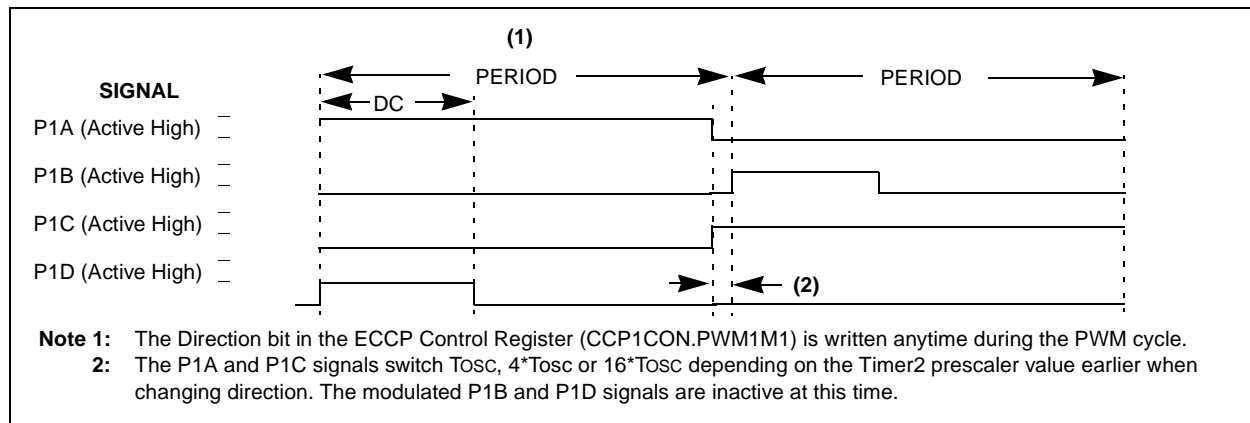 (1)
PERIOD PERIOD
SIGNAL
DC
P1A (Active High)
P1B (Active High)
P1C (Active High)
P1D (Active High)
(2)
Note 1: The Direction bit in the ECCP Control Register (CCP1CON.PWM1M1) is written anytime during the PWM cycle.
2: The P1A and P1C signals switch TOSC, 4*Tosc or 16*TOSC depending on the Timer2 prescaler value earlier when
changing direction. The modulated P1B and P1D signals are inactive at this time.